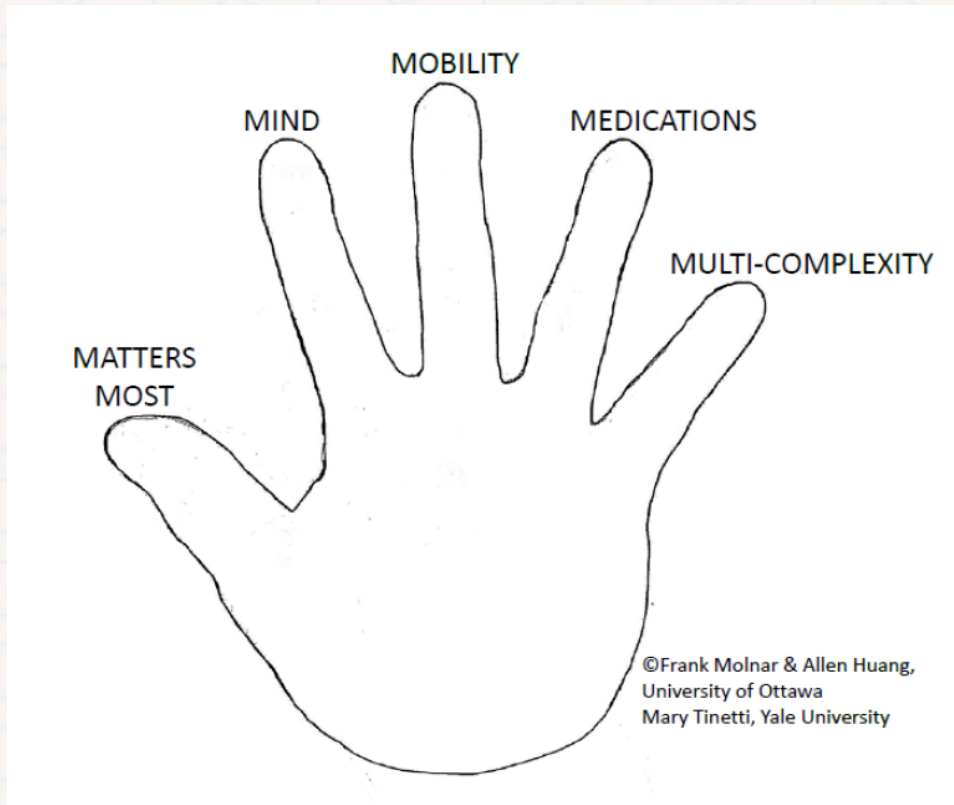 MOBILITY
MIND
MEDICATIONS
MULTI-COMPLEXITY
MATTERS
MOST
©Frank Molnar & Allen Huang,
University of Ottawa
Mary Tinetti, Yale University